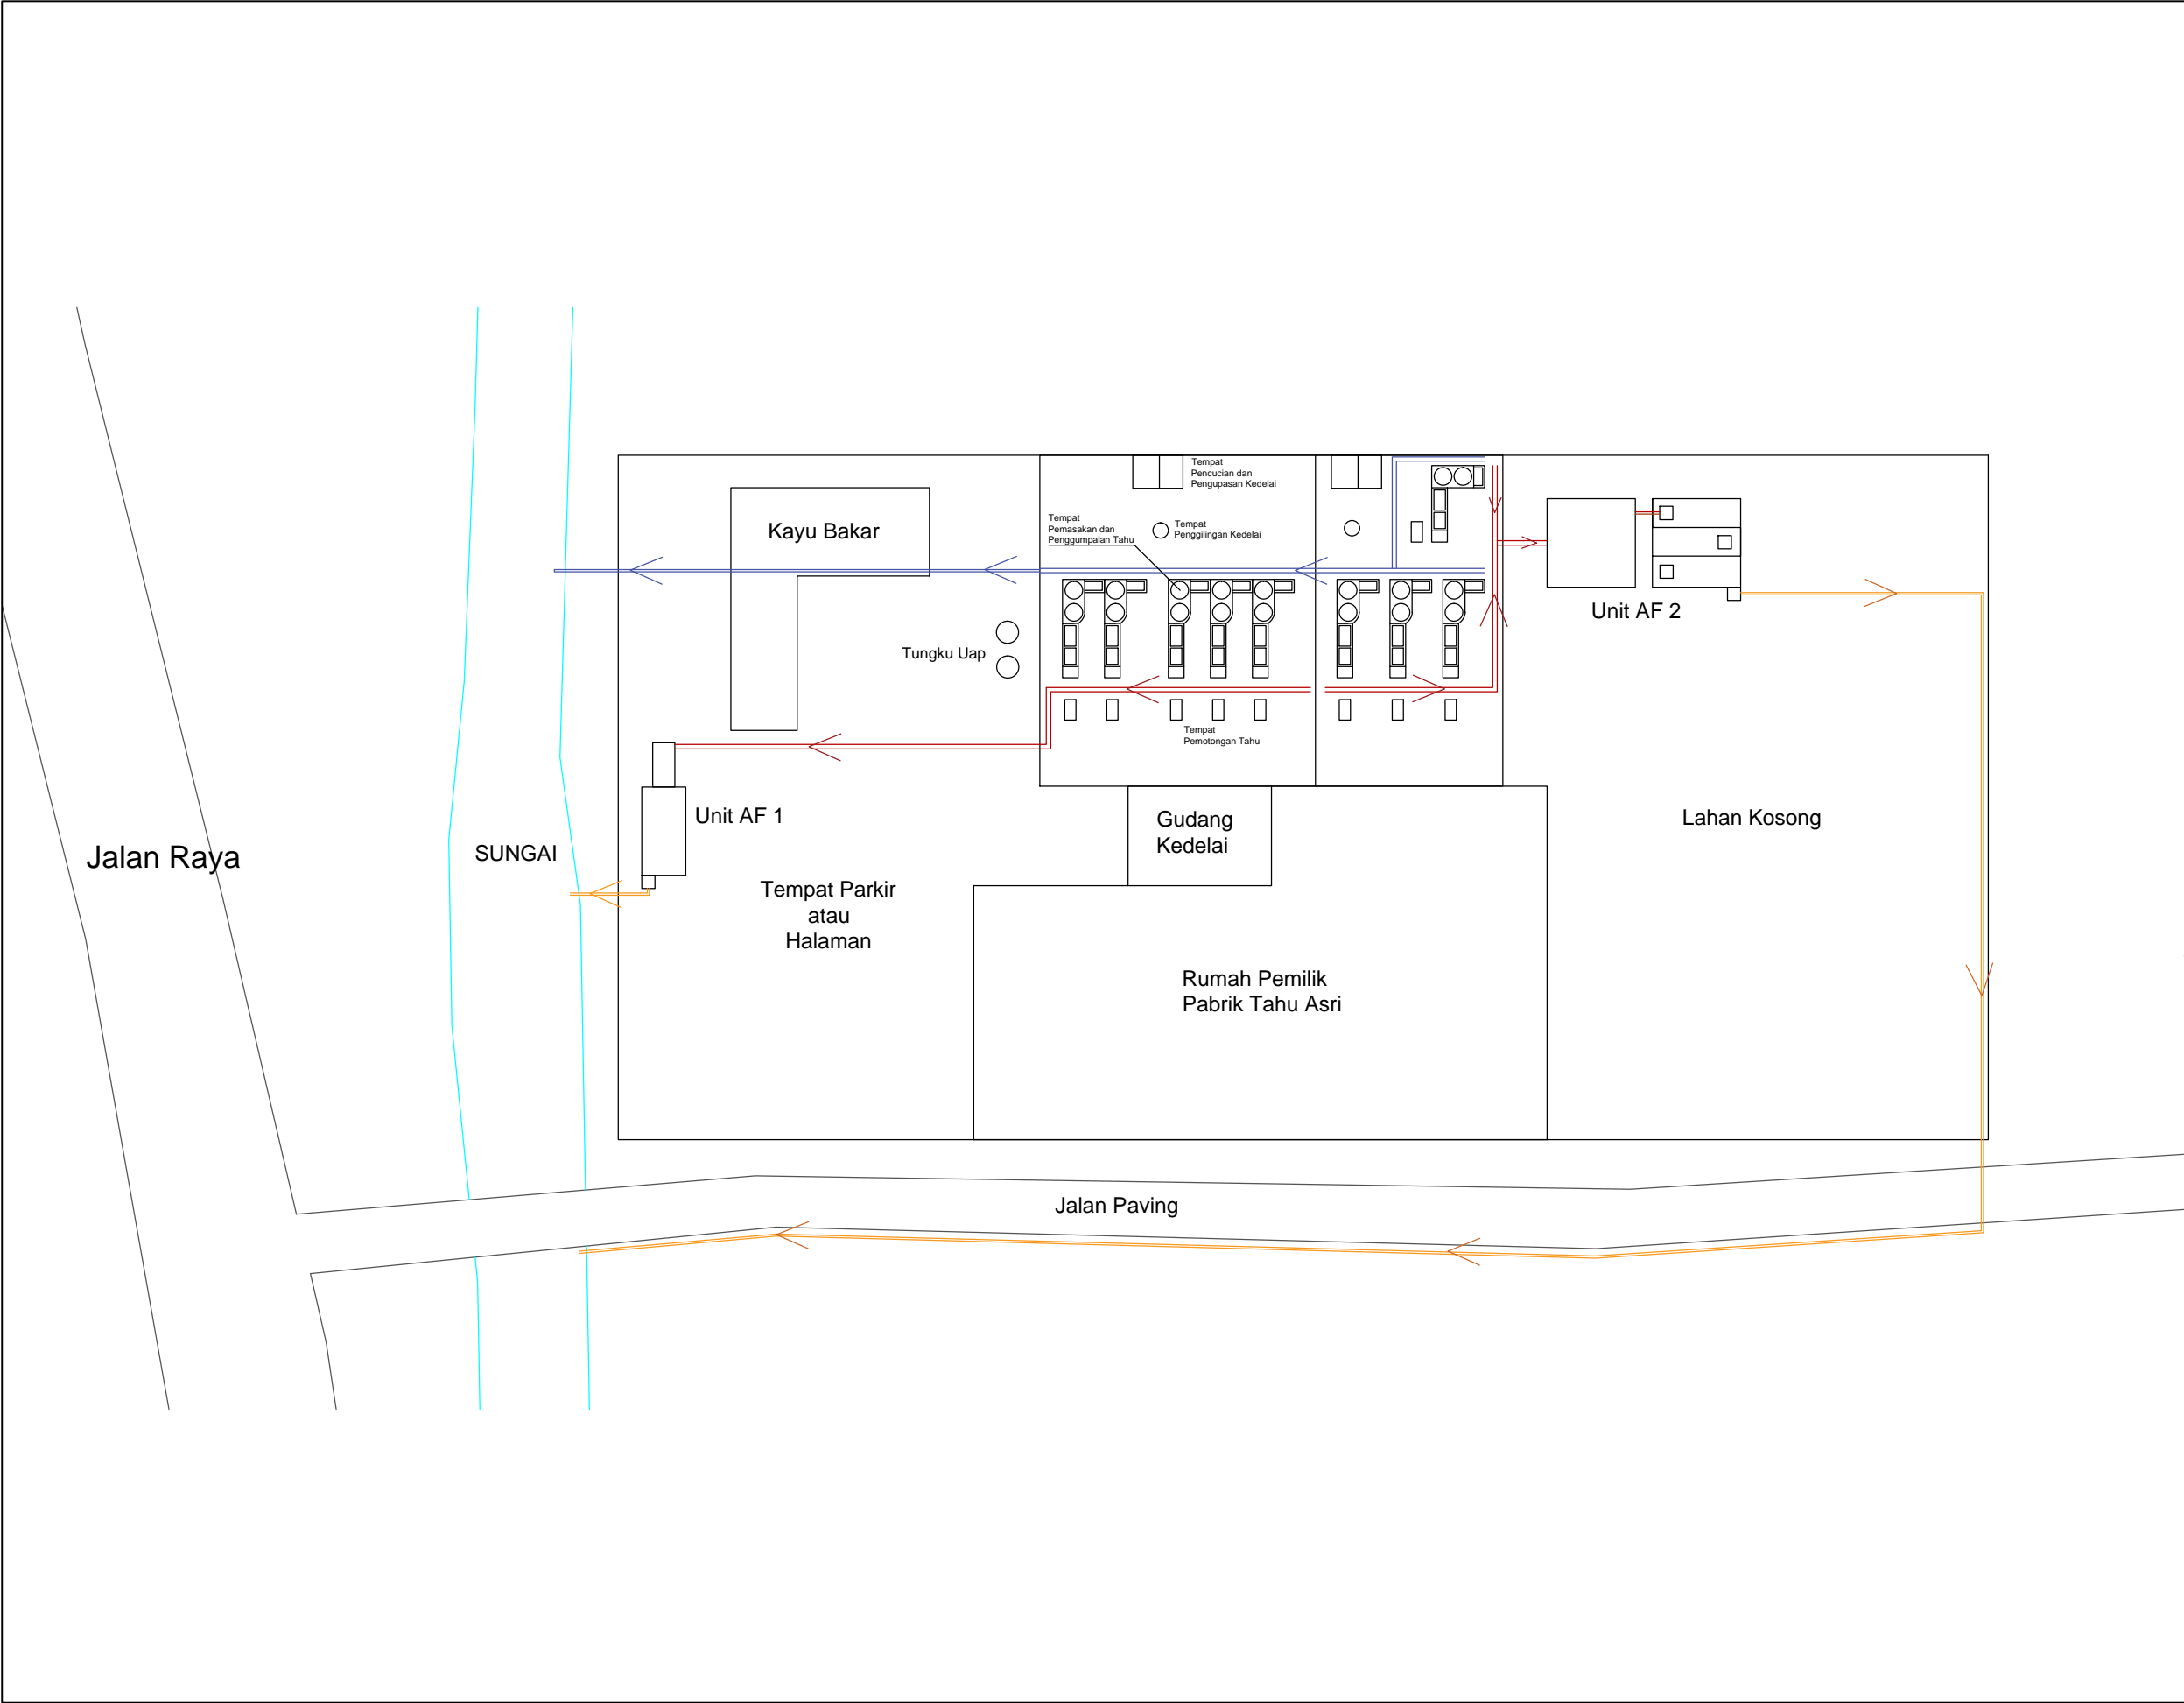 Tempat
Pencucian dan
Pengupasan Kedelai
Kayu Bakar
Tempat
Pemasakan dan
Penggumpalan Tahu
Tempat
Penggilingan Kedelai
Unit AF 2
Tungku Uap
Tempat
Pemotongan Tahu
Unit AF 1
Gudang
Kedelai
Lahan Kosong
Jalan Raya
SUNGAI
Tempat Parkir
atau
Halaman
Rumah Pemilik
Pabrik Tahu Asri
Jalan Paving